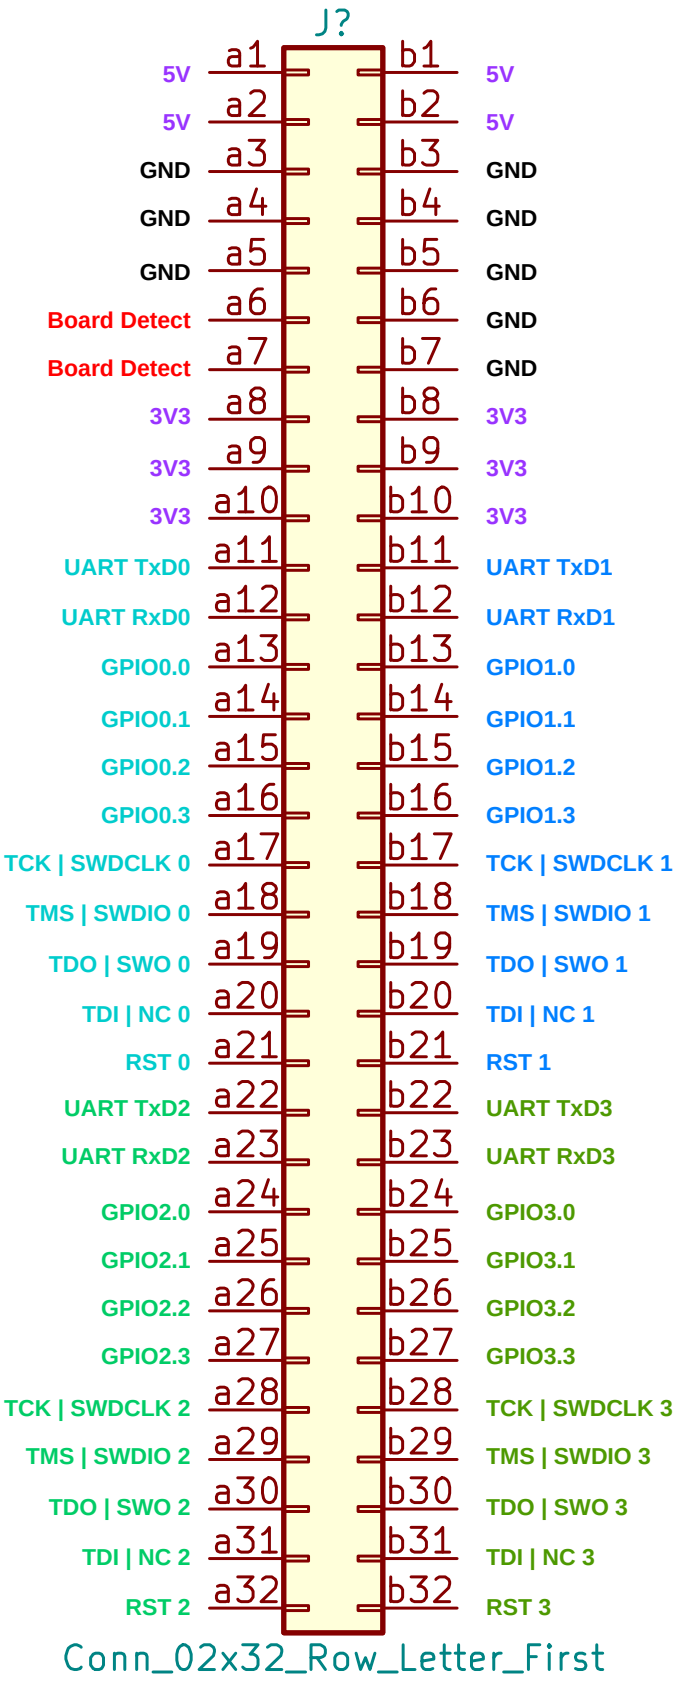 J?
5V a1 b1 5V
5V a2 b2 5V
GND a3 b3 GND
GND a4 b4 GND
GND a5 b5 GND
Board Detect a6 b6 GND
Board Detect a7 b7 GND
3V3 a8 b8 3V3
3V3 a9 b9 3V3
3V3 a10 b10 3V3
UART TxD0 a11 b11 UART TxD1
UART RxD0 a12 b12 UART RxD1
GPIO0.0 a13 b13 GPIO1.0
GPIO0.1 a14 b14 GPIO1.1
GPIO0.2 a15 b15 GPIO1.2
GPIO0.3 a16 b16 GPIO1.3
TCK | SWDCLK 0 a17 b17 TCK | SWDCLK 1
TMS | SWDIO 0 a18 b18 TMS | SWDIO 1
TDO | SWO 0 a19 b19 TDO | SWO 1
TDI | NC 0 a20 b20 TDI | NC 1
RST 0 a21 b21 RST 1
UART TxD2 a22 b22 UART TxD3
UART RxD2 a23 b23 UART RxD3
GPIO2.0 a24 b24 GPIO3.0
GPIO2.1 a25 b25 GPIO3.1
GPIO2.2 a26 b26 GPIO3.2
GPIO2.3 a27 b27 GPIO3.3
TCK | SWDCLK 2 a28 b28 TCK | SWDCLK 3
TMS | SWDIO 2 a29 b29 TMS | SWDIO 3
TDO | SWO 2 a30 b30 TDO | SWO 3
TDI | NC 2 a31 b31 TDI | NC 3
RST 2 a32 b32 RST 3
Conn_02x32_Row_Letter_First